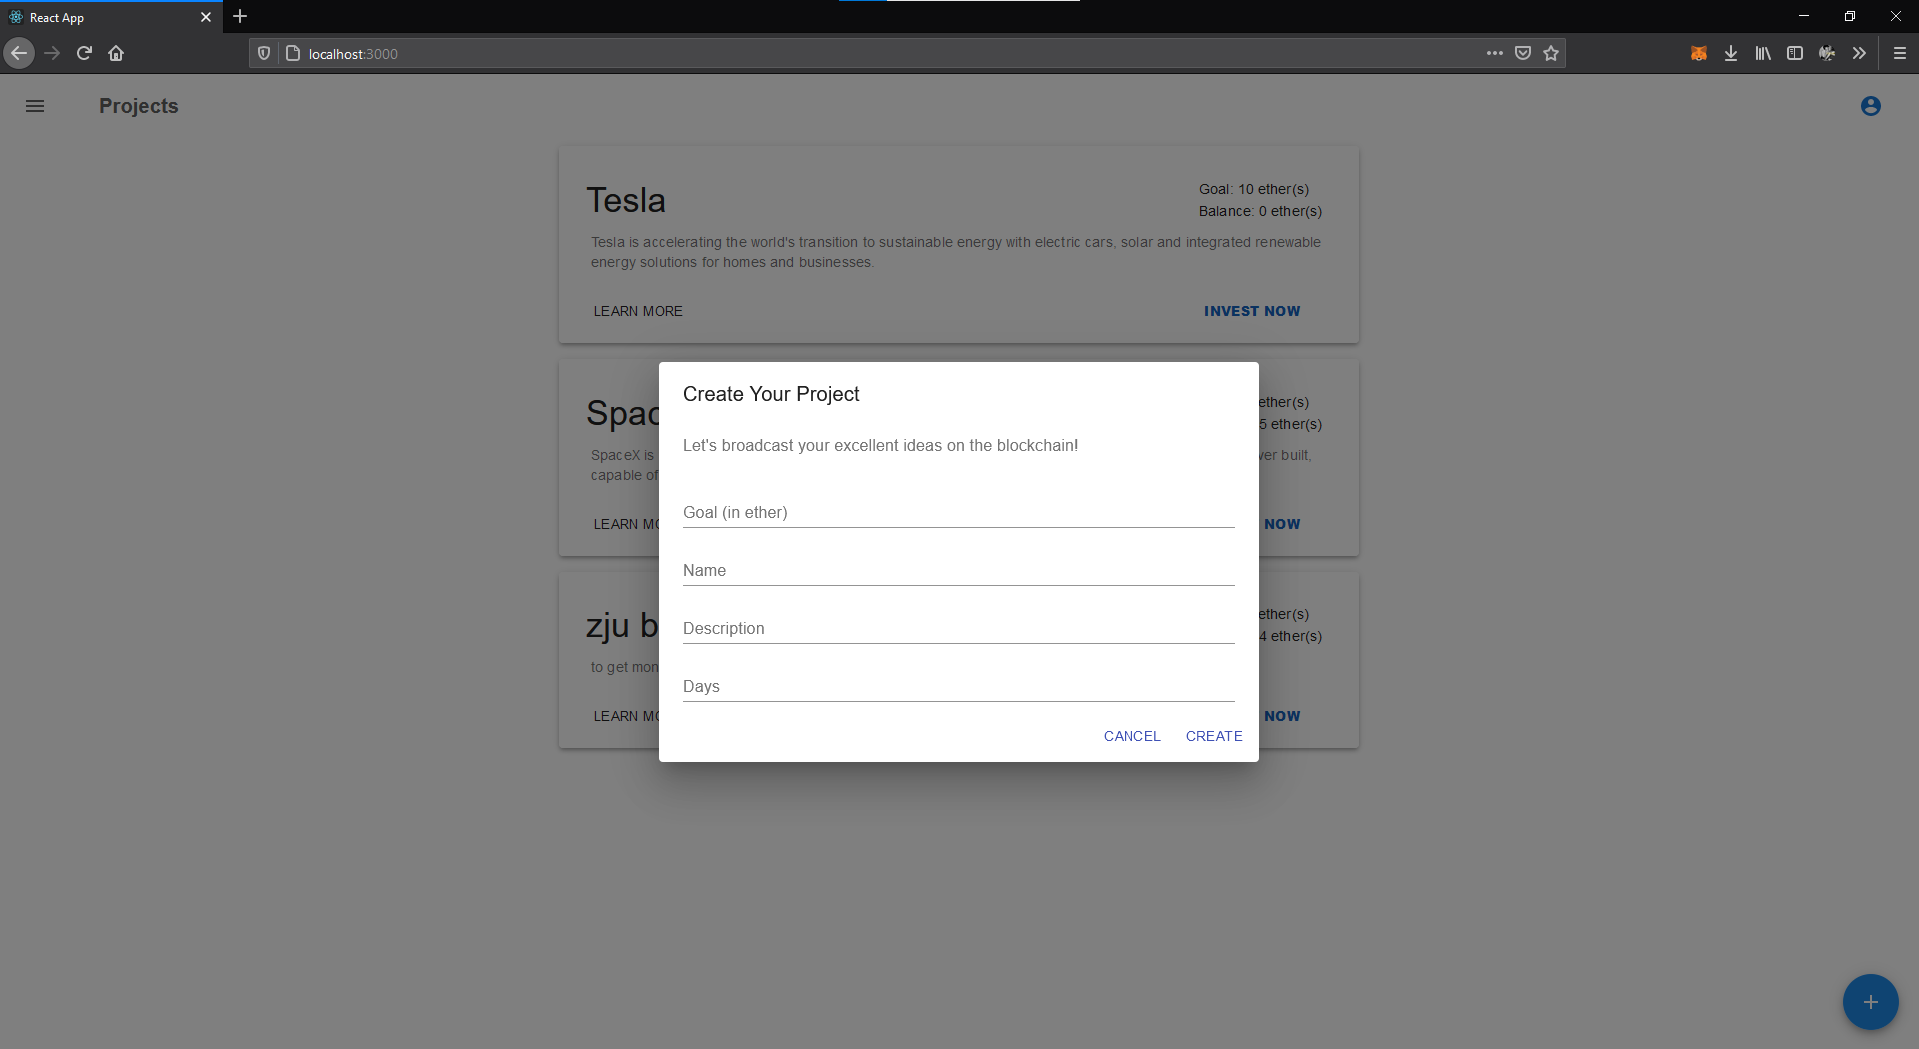 React App
localhost:3000
Projects
Tesla
Goal: 10 ether(s)
Balance: 0 ether(s)
Tesla is accelerating the world's transition to sustainable energy with electric cars, solar and integrated renewable
energy solutions for homes and businesses.
LEARN MORE
INVEST NOW
ether(s)
5 ether(s)
SpaceX is
ver built,
capable of
LEARN
NOW
Create Your Project
Let's broadcast your excellent ideas on the blockchain!
Goal (in ether)
Name
Description
Days
CANCEL
CREATE
zju b
ether(s)
4 ether(s)
to get mon
LEARN
NOW